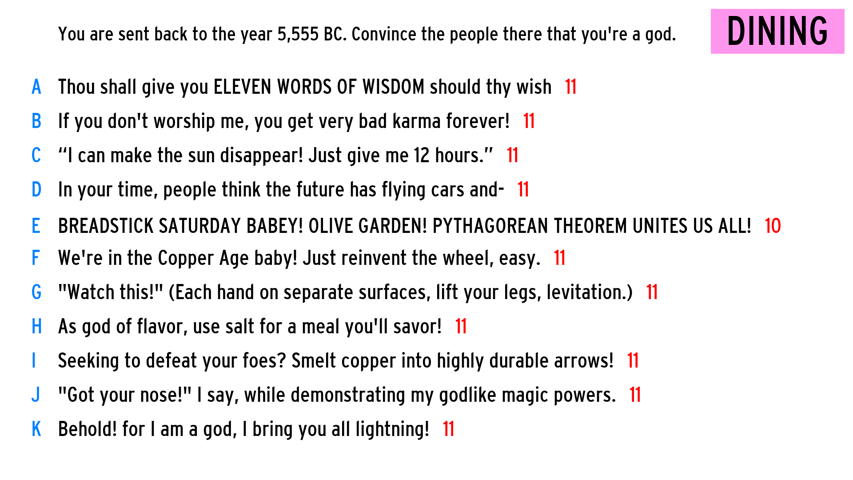 You are sent back to the year 5,555 BC. Convince the people there that you're a god.
DINING
A Thou shall give you ELEVEN WORDS OF WISDOM should thy wish 11
B If you don't worship me, you get very bad karma forever! 11
C “I can make the sun disappear! Just give me 12 hours.” 11
D In your time, people think the future has flying cars and- 11
E BREADSTICK SATURDAY BABEY! OLIVE GARDEN! PYTHAGOREAN THEOREM UNITES US ALL! 10
F We're in the Copper Age baby! Just reinvent the wheel, easy. 11
G "Watch this!" (Each hand on separate surfaces, lift your legs, levitation.) 11
H As god of flavor, use salt for a meal you'll savor! 11
I Seeking to defeat your foes? Smelt copper into highly durable arrows! 11
J "Got your nose!" I say, while demonstrating my godlike magic powers. 11
K Behold! for I am a god, I bring you all lightning! 11